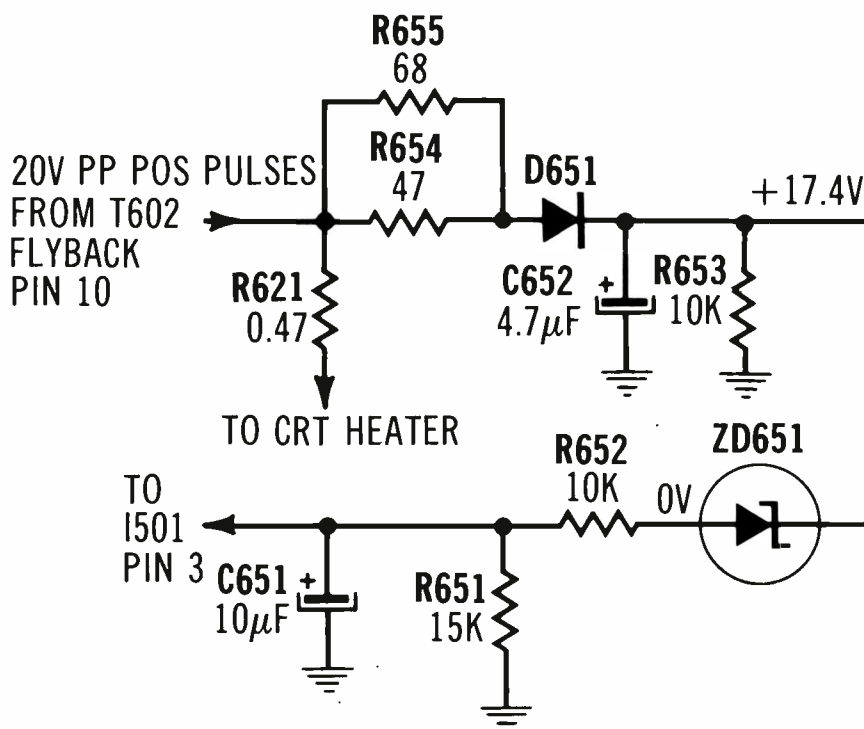 R655
68
R654
47
20V PP POS PULSES
FROM T602
FLYBACK
PIN 10
D651
+17.4V
R621
0.47
C652
4.7μF
+
R653
10K
TO CRT HEATER
ZD651
R652
10K
0V
TO
I501
PIN 3
C651
10μF
+
R651
15K